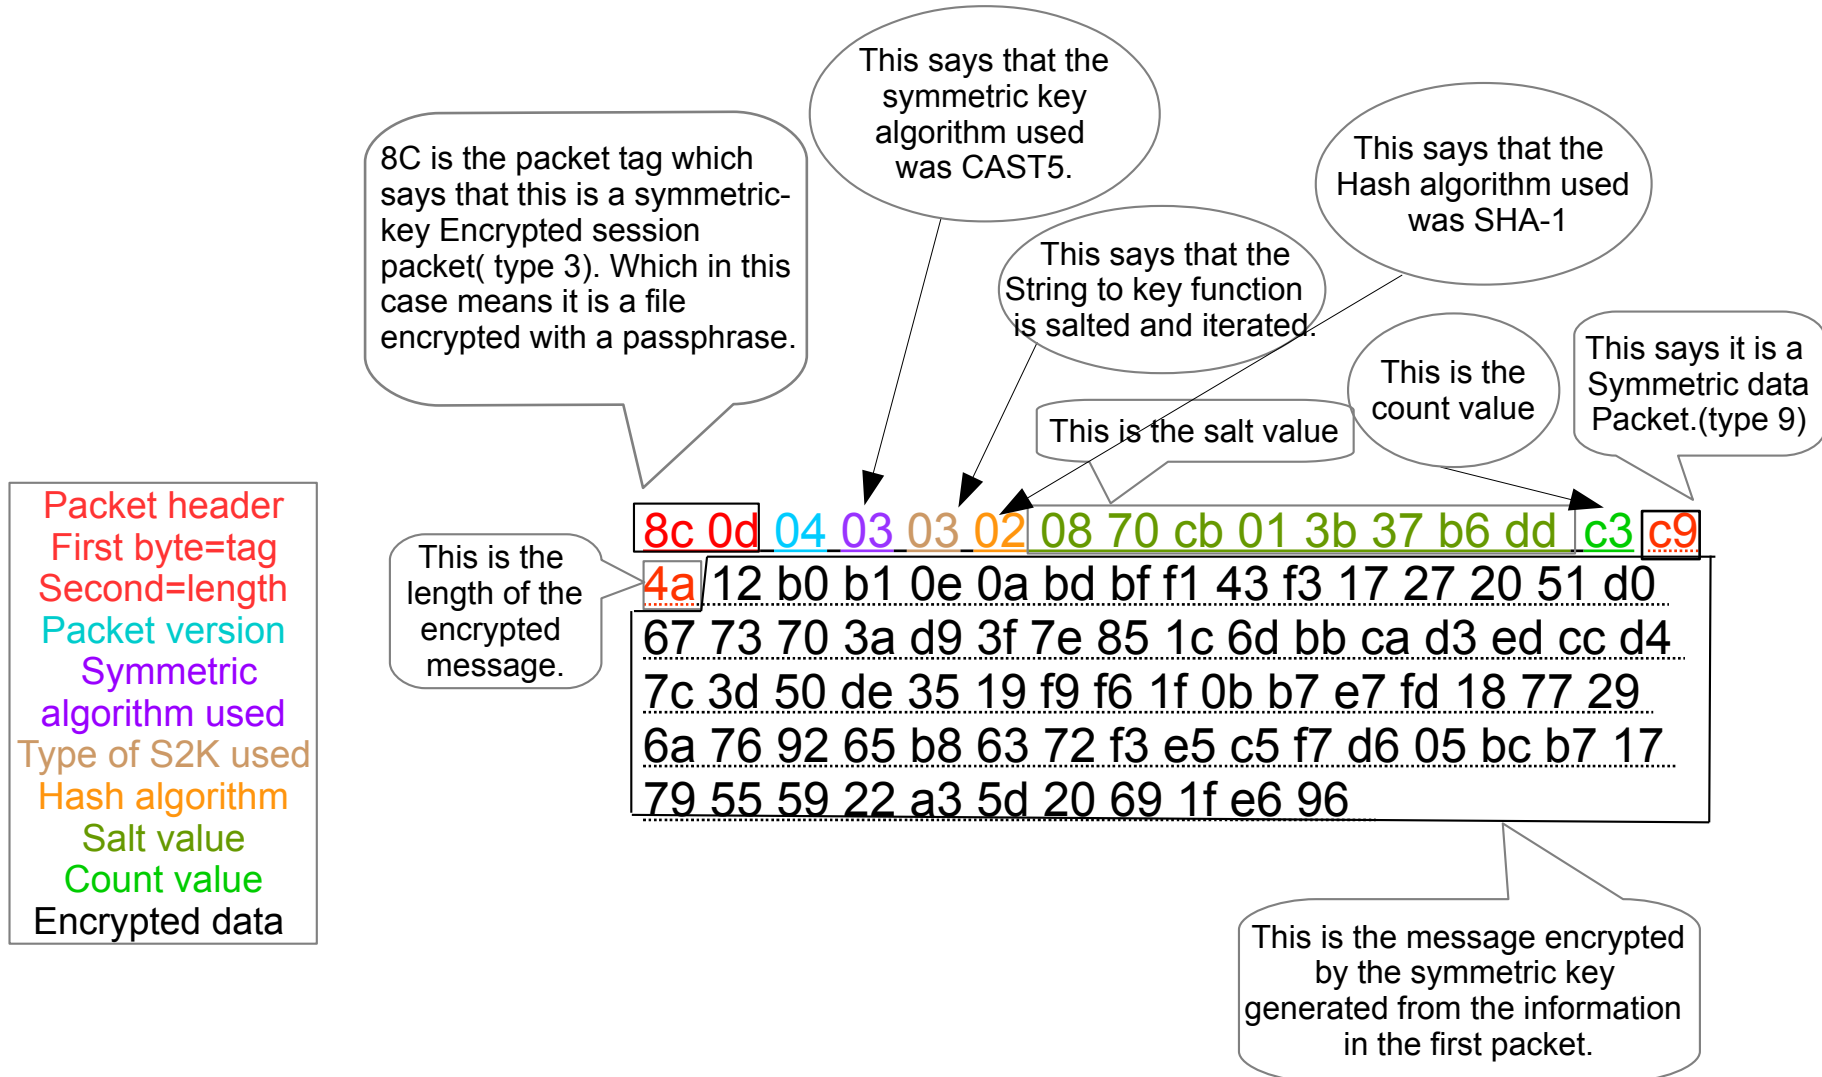 This says that the
symmetric key
algorithm used
was CAST5.
8C is the packet tag which
says that this is a symmetric-
key Encrypted session
packet( type 3). Which in this
case means it is a file
encrypted with a passphrase.
This says that the
Hash algorithm used
was SHA-1
This says that the
String to key function
is salted and iterated.
This is the
count value
This says it is a
Symmetric data
Packet.(type 9)
This is the salt value
Packet header
First byte=tag
Second=length
Packet version
Symmetric
algorithm used
Type of S2K used
Hash algorithm
Salt value
Count value
Encrypted data
This is the
length of the
encrypted
message.
8c 0d 04 03 03 02 08 70 cb 01 3b 37 b6 dd c3 c9
4a 12 b0 b1 0e 0a bd bf f1 43 f3 17 27 20 51 d0
67 73 70 3a d9 3f 7e 85 1c 6d bb ca d3 ed cc d4
7c 3d 50 de 35 19 f9 f6 1f 0b b7 e7 fd 18 77 29
6a 76 92 65 b8 63 72 f3 e5 c5 f7 d6 05 bc b7 17
79 55 59 22 a3 5d 20 69 1f e6 96
This is the message encrypted
by the symmetric key
generated from the information
in the first packet.